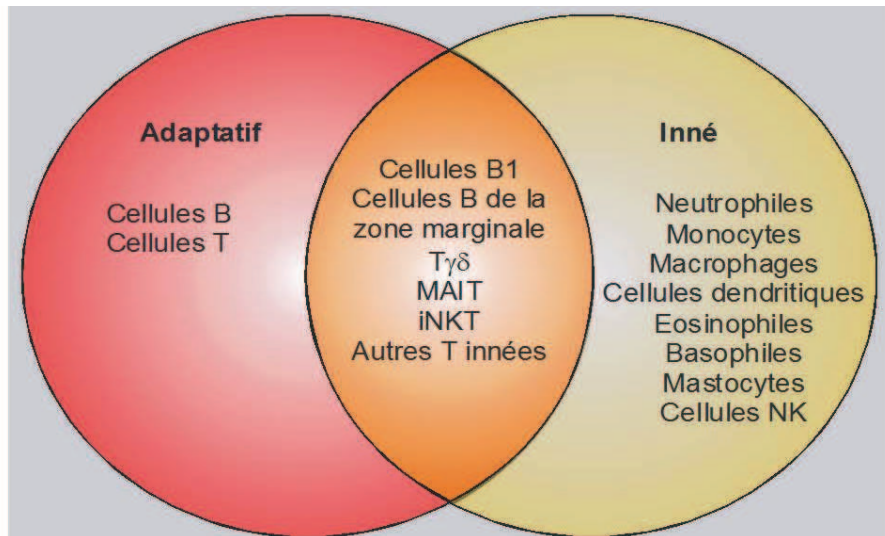 Adaptatif
Cellules B
Cellules T
Cellules B1
Cellules B de la
zone marginale
Tγδ
MAIT
iNKT
Autres T innées
Inné
Neutrophiles
Monocytes
Macrophages
Cellules dendritiques
Eosinophiles
Basophiles
Mastocytes
Cellules NK